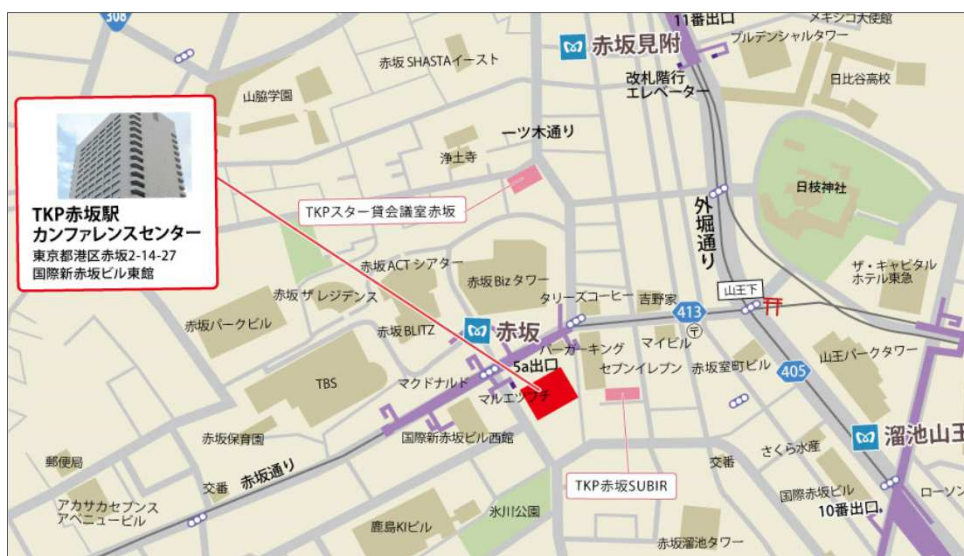 308
11番出口
メキシコ大使館
プルデンシャルタワー
赤坂見附
赤坂SHASTAイースト
改札階行
エレベーター
日比谷高校
山脇学園
一ツ木通り
浄土寺
日枝神社
TKPスター貸会議室赤坂
外堀通り
TKP赤坂駅
カンファレンスセンター
東京都港区赤坂2-14-27
国際新赤坂ビル東館
赤坂ACTシアター
赤坂Bizタワー
ザ・キャピタル
ホテル東急
赤坂ザレジデンス
タリーズコーヒー
吉野家
山王下
赤坂パークビル
赤坂BLITZ
赤坂
413
〒
バーガーキング
マイビル
5a出口
セブンイレブン
赤坂室町ビル
山王パークタワー
405
TBS
マクドナルド
マルエツプチ
赤坂保育園
国際新赤坂ビル西館
溜池山王
さくら水産
郵便局
赤坂通り
交番
TKP赤坂SUBIR
交番
国際赤坂ビル
ローソン
アカサカセブンス
アベニュービル
氷川公園
10番出口
鹿島KIビル
赤坂溜池タワー